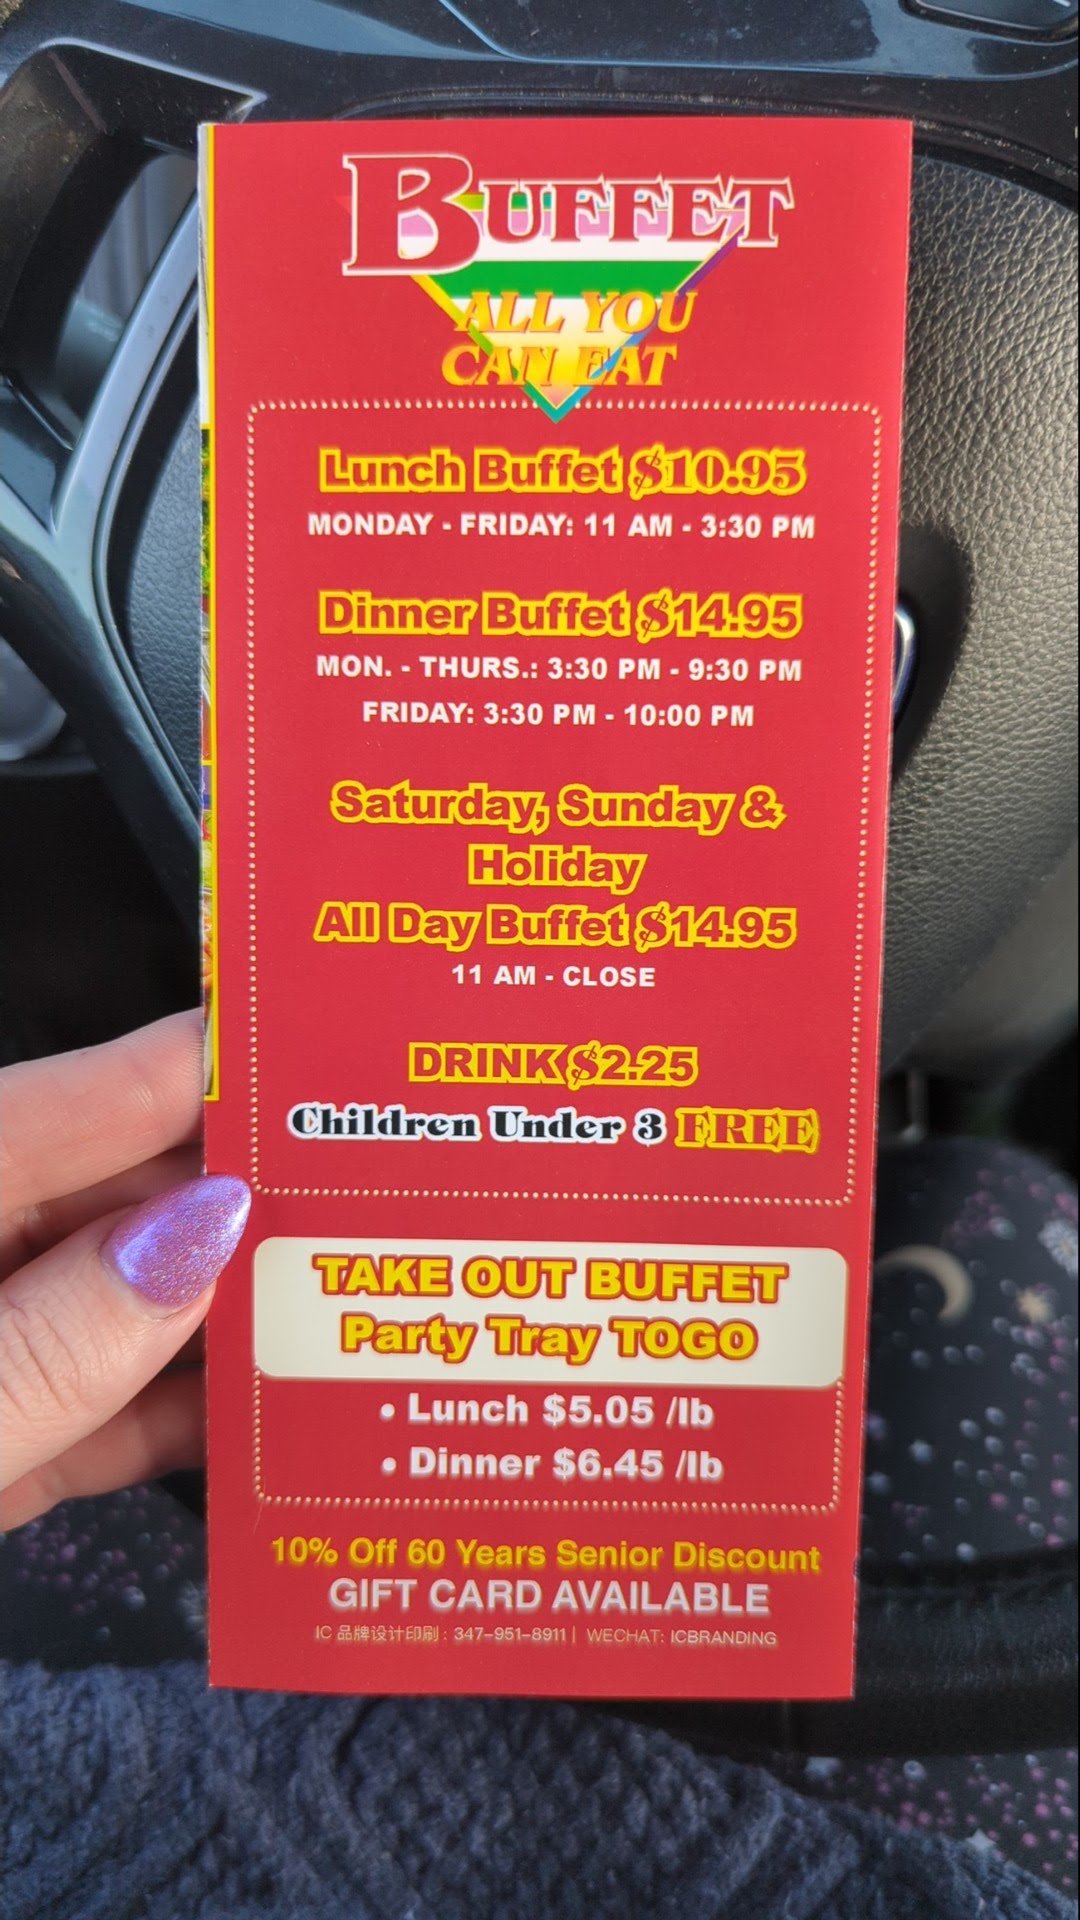 BUFFET
ALL YOU
CAN EAT
Lunch Buffet $10.95
MONDAY - FRIDAY: 11 AM - 3:30 PM
Dinner Buffet $14.95
MON. - THURS.: 3:30 PM - 9:30 PM
FRIDAY: 3:30 PM - 10:00 PM
Saturday, Sunday &
Holiday
All Day Buffet $14.95
11 AM - CLOSE
DRINK $2.25
Children Under 3 FREE
TAKE OUT BUFFET
Party Tray TOGO
• Lunch $5.05 /lb
• Dinner $6.45 /lb
10% Off 60 Years Senior Discount
GIFT CARD AVAILABLE
IC 品牌设计印刷 : 347-951-8911 | WECHAT: ICBRANDING